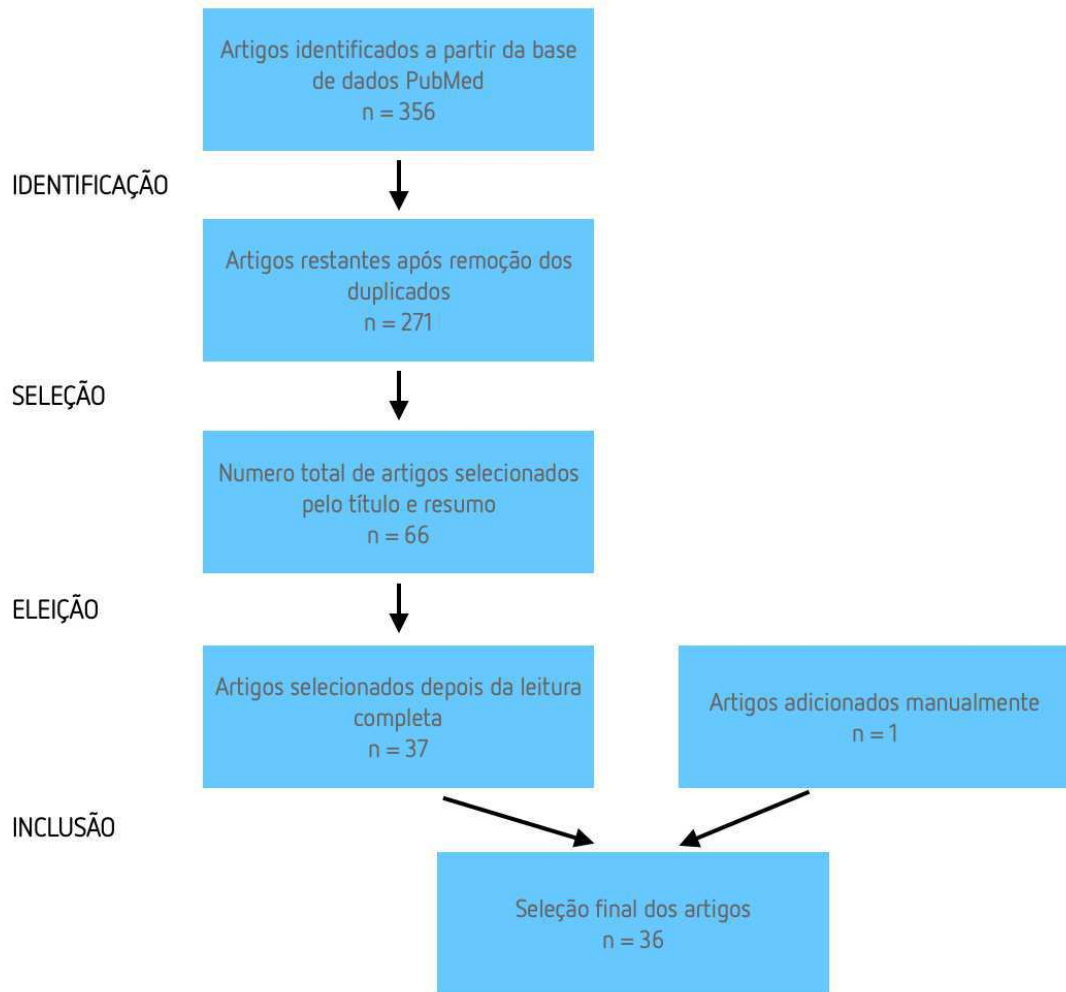 Artigos identificados a partir da base
de dados PubMed
n = 356
IDENTIFICAÇÃO
Artigos restantes após remoção dos
duplicados
n = 271
SELEÇÃO
Numero total de artigos selecionados
pelo título e resumo
n = 66
ELEIÇÃO
Artigos selecionados depois da leitura
completa
n = 37
Artigos adicionados manualmente
n = 1
INCLUSÃO
Seleção final dos artigos
n = 36